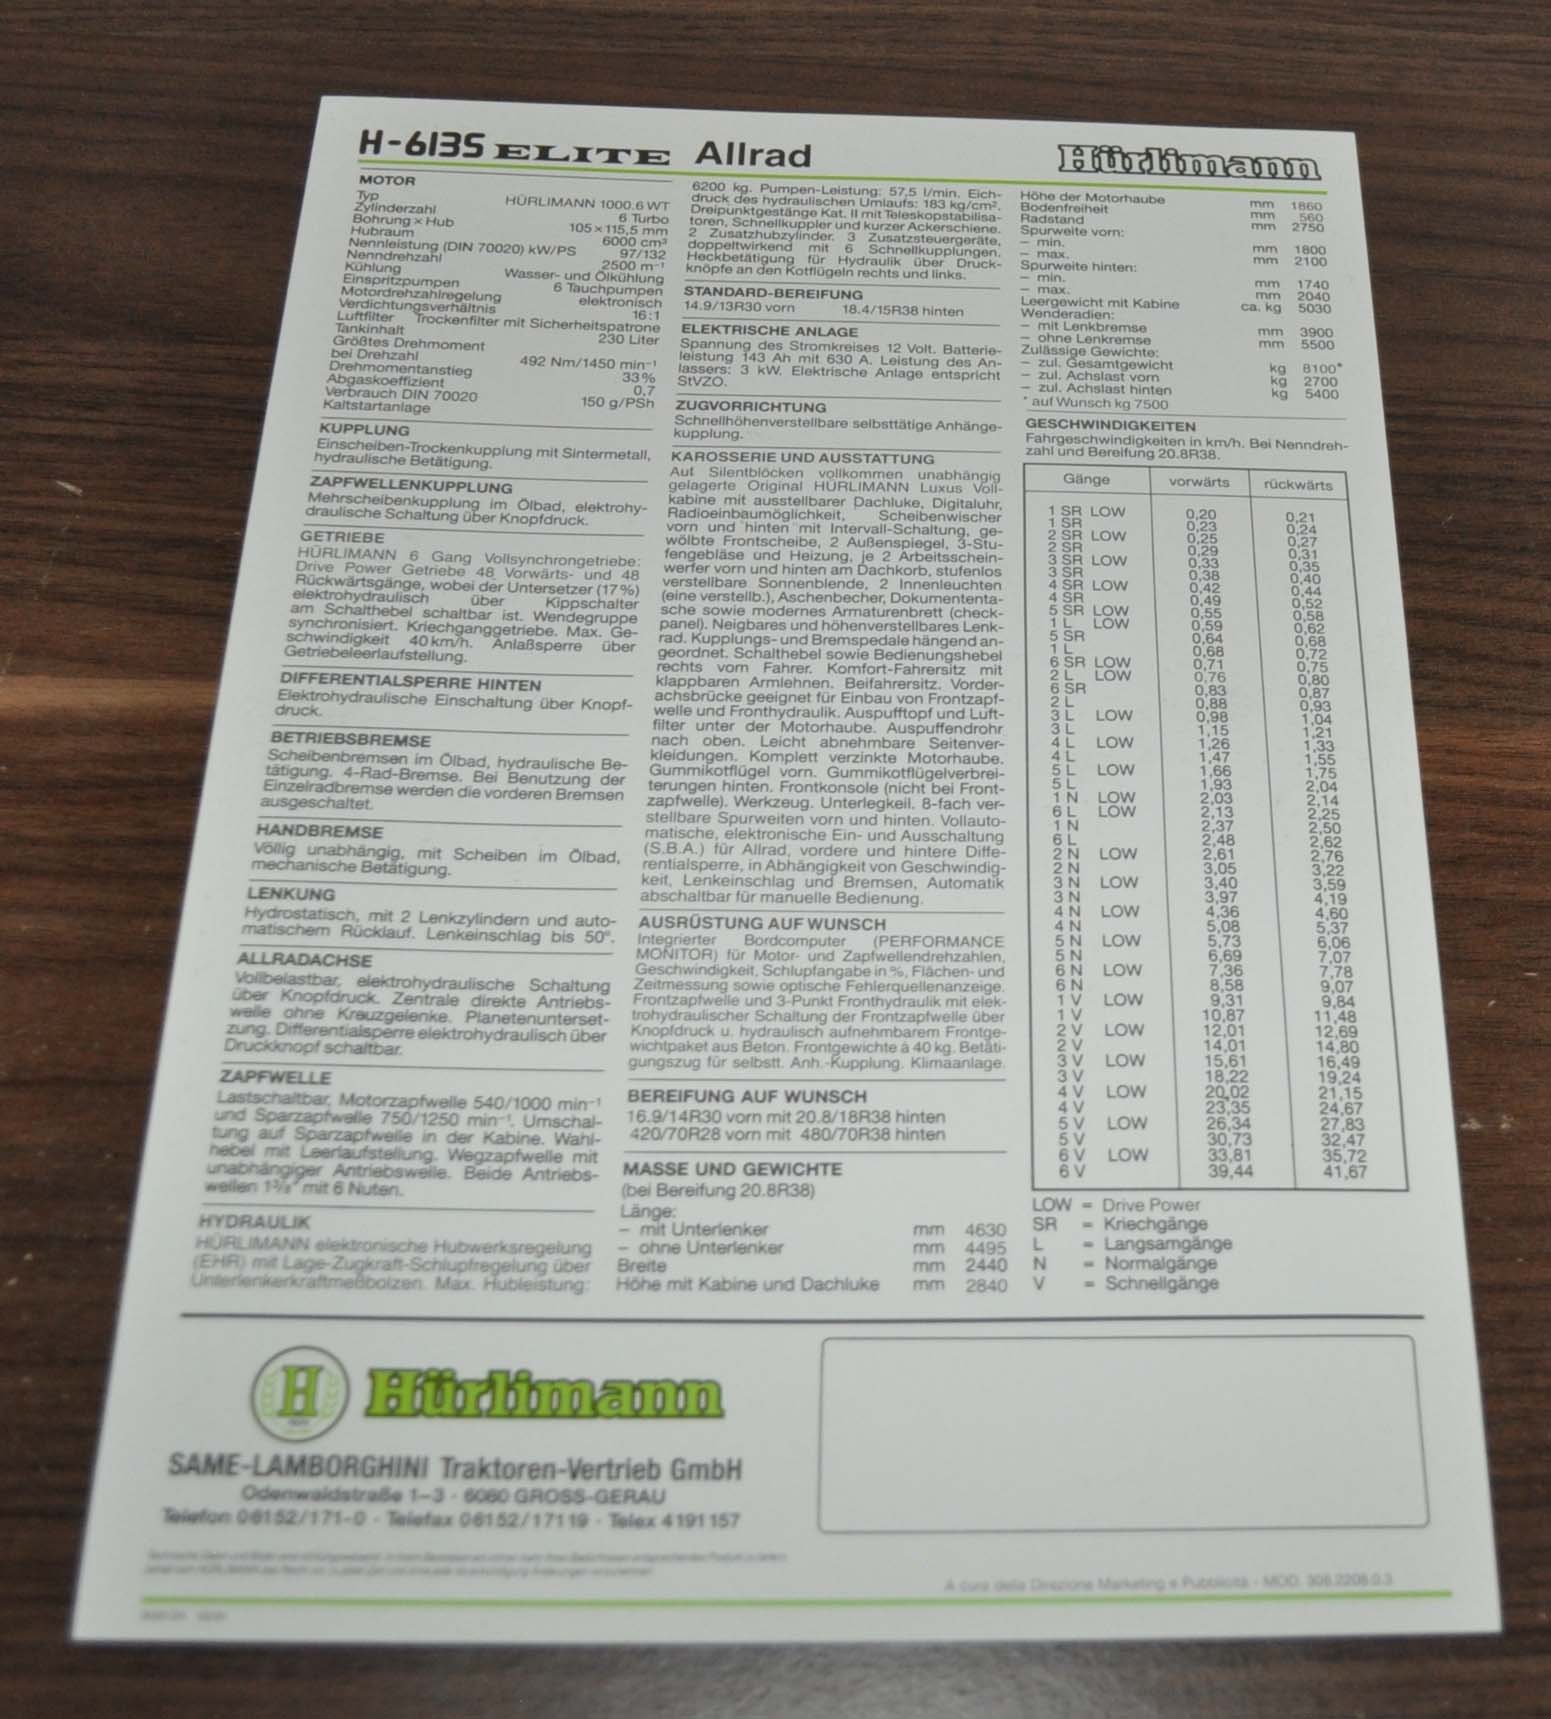 H-6135 ELITE Allrad
Hürlimann
MOTOR
Typ HÜRLIMANN 1000.6 WT
Zylinderzahl 6 Turbo
Bohrung × Hub 105 × 115,5 mm
Hubraum 6000 cm³
Nennleistung (DIN 70020) kW/PS 97/132
Nenndrehzahl 2500 m⁻¹
Kühlung Wasser- und Ölkühlung
Einspritzpumpen 6 Tauchpumpen
Motordrehzahlregelung elektronisch
Verdichtungsverhältnis 16:1
Luftfilter Trockenfilter mit Sicherheitspatrone
Tankinhalt 230 Liter
Größtes Drehmoment
bei Drehzahl 492 Nm/1450 min⁻¹
Drehmomentanstieg 33%
Abgaskoeffizient 0,7
Verbrauch DIN 70020 150 g/PSh
Kaltstartanlage
KUPPLUNG
Einscheiben-Trockenkupplung mit Sintermetall,
hydraulische Betätigung.
ZAPFWELLENKUPPLUNG
Mehrscheibenkupplung im Ölbad, elektrohy-
draulische Schaltung über Knopfdruck.
GETRIEBE
HÜRLIMANN 6 Gang Vollsynchrongetriebe:
Drive Power Getriebe 48 Vorwärts- und 48
Rückwärtsgänge, wobei der Untersetzer (17%)
elektrohydraulisch über Kippschalter
am Schalthebel schaltbar ist. Wendegruppe
synchronisiert. Kriechganggetriebe. Max. Ge-
schwindigkeit 40 km/h. Anlaßsperre über
Getriebeleerlaufstellung.
DIFFERENTIALSPERRE HINTEN
Elektrohydraulische Einschaltung über Knopf-
druck.
BETRIEBSBREMSE
Scheibenbremsen im Ölbad, hydraulische Be-
tätigung. 4-Rad-Bremse. Bei Benutzung der
Einzelradbremse werden die vorderen Bremsen
ausgeschaltet.
HANDBREMSE
Völlig unabhängig, mit Scheiben im Ölbad,
mechanische Betätigung.
LENKUNG
Hydrostatisch, mit 2 Lenkzylindern und auto-
matischem Rücklauf. Lenkeinschlag bis 50°.
ALLRADACHSE
Vollbelastbar, elektrohydraulische Schaltung
über Knopfdruck. Zentrale direkte Antriebs-
welle ohne Kreuzgelenke. Planetenunterset-
zung. Differentialsperre elektrohydraulisch über
Druckknopf schaltbar.
ZAPFWELLE
Lastschaltbar, Motorzapfwelle 540/1000 min⁻¹
und Sparzapfwelle 750/1250 min⁻¹. Umschal-
tung auf Sparzapfwelle in der Kabine. Wahl-
hebel mit Leerlaufstellung. Wegzapfwelle mit
unabhängiger Antriebswelle. Beide Antriebs-
wellen 1³/₈" mit 6 Nuten.
HYDRAULIK
HÜRLIMANN elektronische Hubwerksregelung
(EHR) mit Lage-Zugkraft-Schlupfregelung über
Unterlenkerkraftmeßbolzen. Max. Hubleistung:
6200 kg. Pumpen-Leistung: 57,5 l/min. Eich-
druck des hydraulischen Umlaufs: 183 kg/cm².
Dreipunktgestänge Kat. II mit Teleskopstabilisa-
toren, Schnellkuppler und kurzer Ackerschiene.
2 Zusatzhubzylinder. 3 Zusatzsteuergeräte,
doppeltwirkend mit 6 Schnellkupplungen.
Heckbetätigung für Hydraulik über Druck-
knöpfe an den Kotflügeln rechts und links.
STANDARD-BEREIFUNG
14.9/13R30 vorn 18.4/15R38 hinten
ELEKTRISCHE ANLAGE
Spannung des Stromkreises 12 Volt. Batterie-
leistung 143 Ah mit 630 A. Leistung des An-
lassers: 3 kW. Elektrische Anlage entspricht
StVZO.
ZUGVORRICHTUNG
Schnellhöhenverstellbare selbsttätige Anhänge-
kupplung.
KAROSSERIE UND AUSSTATTUNG
Auf Silentblöcken vollkommen unabhängig
gelagerte Original HÜRLIMANN Luxus Voll-
kabine mit ausstellbarer Dachluke, Digitaluhr,
Radioeinbaumöglichkeit, Scheibenwischer
vorn und hinten mit Intervall-Schaltung, ge-
wölbte Frontscheibe, 2 Außenspiegel, 3-Stu-
fengebläse und Heizung, je 2 Arbeitsschein-
werfer vorn und hinten am Dachkorb, stufenlos
verstellbare Sonnenblende, 2 Innenleuchten
(eine verstellb.), Aschenbecher, Dokumententa-
sche sowie modernes Armaturenbrett (check-
panel). Neigbares und höhenverstellbares Lenk-
rad. Kupplungs- und Bremspedale hängend an-
geordnet. Schalthebel sowie Bedienungshebel
rechts vom Fahrer. Komfort-Fahrersitz mit
klappbaren Armlehnen. Beifahrersitz. Vorder-
achsbrücke geeignet für Einbau von Frontzapf-
welle und Fronthydraulik. Auspufftopf und Luft-
filter unter der Motorhaube. Auspuffendrohr
nach oben. Leicht abnehmbare Seitenver-
kleidungen. Komplett verzinkte Motorhaube.
Gummikotflügel vorn. Gummikotflügelverbrei-
terungen hinten. Frontkonsole (nicht bei Front-
zapfwelle). Werkzeug. Unterlegkeil. 8-fach ver-
stellbare Spurweiten vorn und hinten. Vollauto-
matische, elektronische Ein- und Ausschaltung
(S.B.A.) für Allrad, vordere und hintere Diffe-
rentialsperre, in Abhängigkeit von Geschwindig-
keit, Lenkeinschlag und Bremsen, Automatik
abschaltbar für manuelle Bedienung.
AUSRÜSTUNG AUF WUNSCH
Integrierter Bordcomputer (PERFORMANCE
MONITOR) für Motor- und Zapfwellendrehzahlen,
Geschwindigkeit, Schlupfangabe in %, Flächen- und
Zeitmessung sowie optische Fehlerquellenanzeige.
Frontzapfwelle und 3-Punkt Fronthydraulik mit elek-
trohydraulischer Schaltung der Frontzapfwelle über
Knopfdruck u. hydraulisch aufnehmbarem Frontge-
wichtpaket aus Beton. Frontgewichte à 40 kg. Betäti-
gungszug für selbstt. Anh.-Kupplung. Klimaanlage.
BEREIFUNG AUF WUNSCH
16.9/14R30 vorn mit 20.8/18R38 hinten
420/70R28 vorn mit 480/70R38 hinten
MASSE UND GEWICHTE
(bei Bereifung 20.8R38)
Länge:
– mit Unterlenker mm 4630
– ohne Unterlenker mm 4495
Breite mm 2440
Höhe mit Kabine und Dachluke mm 2840
Höhe der Motorhaube mm 1860
Bodenfreiheit mm 560
Radstand mm 2750
Spurweite vorn:
– min. mm 1800
– max. mm 2100
Spurweite hinten:
– min. mm 1740
– max. mm 2040
Leergewicht mit Kabine ca. kg 5030
Wenderadien:
– mit Lenkbremse mm 3900
– ohne Lenkremse mm 5500
Zulässige Gewichte:
– zul. Gesamtgewicht kg 8100*
– zul. Achslast vorn kg 2700
– zul. Achslast hinten kg 5400
* auf Wunsch kg 7500
GESCHWINDIGKEITEN
Fahrgeschwindigkeiten in km/h. Bei Nenndreh-
zahl und Bereifung 20.8R38.
Gänge vorwärts rückwärts
1 SR LOW 0,20 0,21
1 SR 0,23 0,24
2 SR LOW 0,25 0,27
2 SR 0,29 0,31
3 SR LOW 0,33 0,35
3 SR 0,38 0,40
4 SR LOW 0,42 0,44
4 SR 0,49 0,52
5 SR LOW 0,55 0,58
1 L LOW 0,59 0,62
5 SR 0,64 0,68
1 L 0,68 0,72
6 SR LOW 0,71 0,75
2 L LOW 0,76 0,80
6 SR 0,83 0,87
2 L 0,88 0,93
3 L LOW 0,98 1,04
3 L 1,15 1,21
4 L LOW 1,26 1,33
4 L 1,47 1,55
5 L LOW 1,66 1,75
5 L 1,93 2,04
1 N LOW 2,03 2,14
6 L LOW 2,13 2,25
1 N 2,37 2,50
6 L 2,48 2,62
2 N LOW 2,61 2,76
2 N 3,05 3,22
3 N LOW 3,40 3,59
3 N 3,97 4,19
4 N LOW 4,36 4,60
4 N 5,08 5,37
5 N LOW 5,73 6,06
5 N 6,69 7,07
6 N LOW 7,36 7,78
6 N 8,58 9,07
1 V LOW 9,31 9,84
1 V 10,87 11,48
2 V LOW 12,01 12,69
2 V 14,01 14,80
3 V LOW 15,61 16,49
3 V 18,22 19,24
4 V LOW 20,02 21,15
4 V 23,35 24,67
5 V LOW 26,34 27,83
5 V 30,73 32,47
6 V LOW 33,81 35,72
6 V 39,44 41,67
LOW = Drive Power
SR = Kriechgänge
L = Langsamgänge
N = Normalgänge
V = Schnellgänge
H Hürlimann
SAME-LAMBORGHINI Traktoren-Vertrieb GmbH
Odenwaldstraße 1–3 · 6080 GROSS-GERAU
Telefon 06152/171-0 · Telefax 06152/17119 · Telex 4191157
A cura della Direzione Marketing e Pubblicità - MOD. 308.2208.0.3